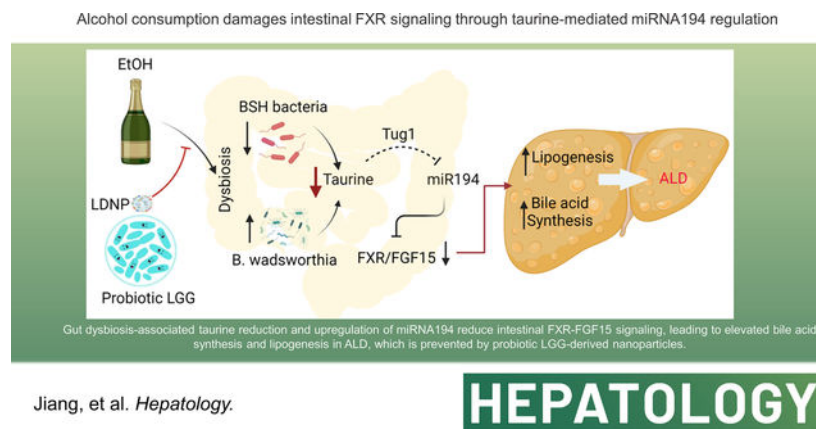 Alcohol consumption damages intestinal FXR signaling through taurine-mediated miRNA194 regulation
EtOH
LDNP
Probiotic LGG
Dysbiosis
BSH bacteria
Taurine
B. wadsworthia
Tug1
miR194
FXR/FGF15
Lipogenesis
Bile acid
Synthesis
ALD
Gut dysbiosis-associated taurine reduction and upregulation of miRNA194 reduce intestinal FXR-FGF15 signaling, leading to elevated bile acid
synthesis and lipogenesis in ALD, which is prevented by probiotic LGG-derived nanoparticles.
Jiang, et al. Hepatology.
HEPATOLOGY